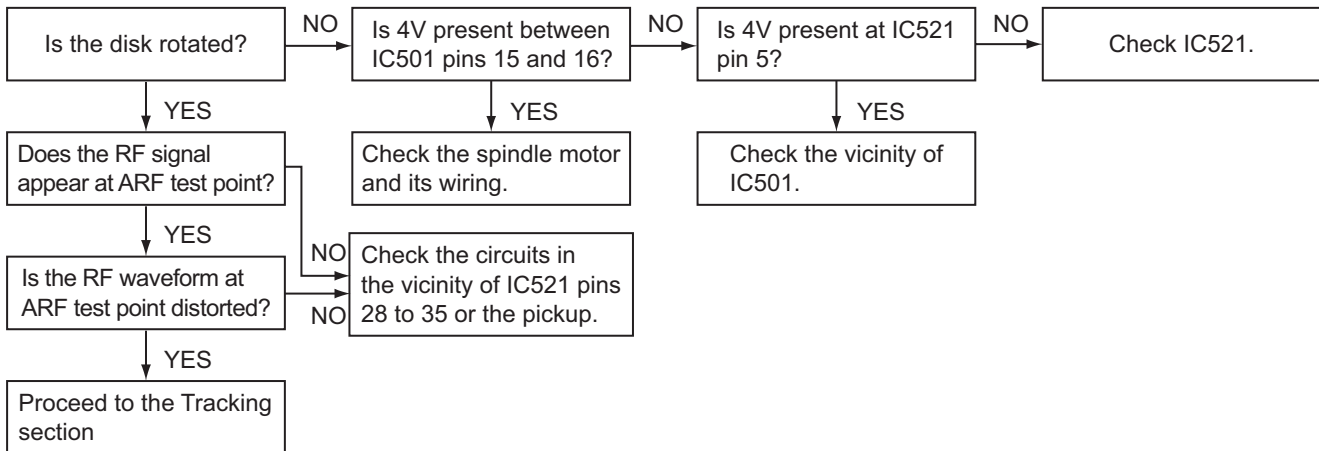 Is the disk rotated?
NO
Is 4V present between
IC501 pins 15 and 16?
NO
Is 4V present at IC521
pin 5?
NO
Check IC521.
YES
YES
YES
Does the RF signal
appear at ARF test point?
Check the spindle motor
and its wiring.
Check the vicinity of
IC501.
YES
NO
Is the RF waveform at
ARF test point distorted?
NO
Check the circuits in
the vicinity of IC521 pins
28 to 35 or the pickup.
YES
Proceed to the Tracking
section